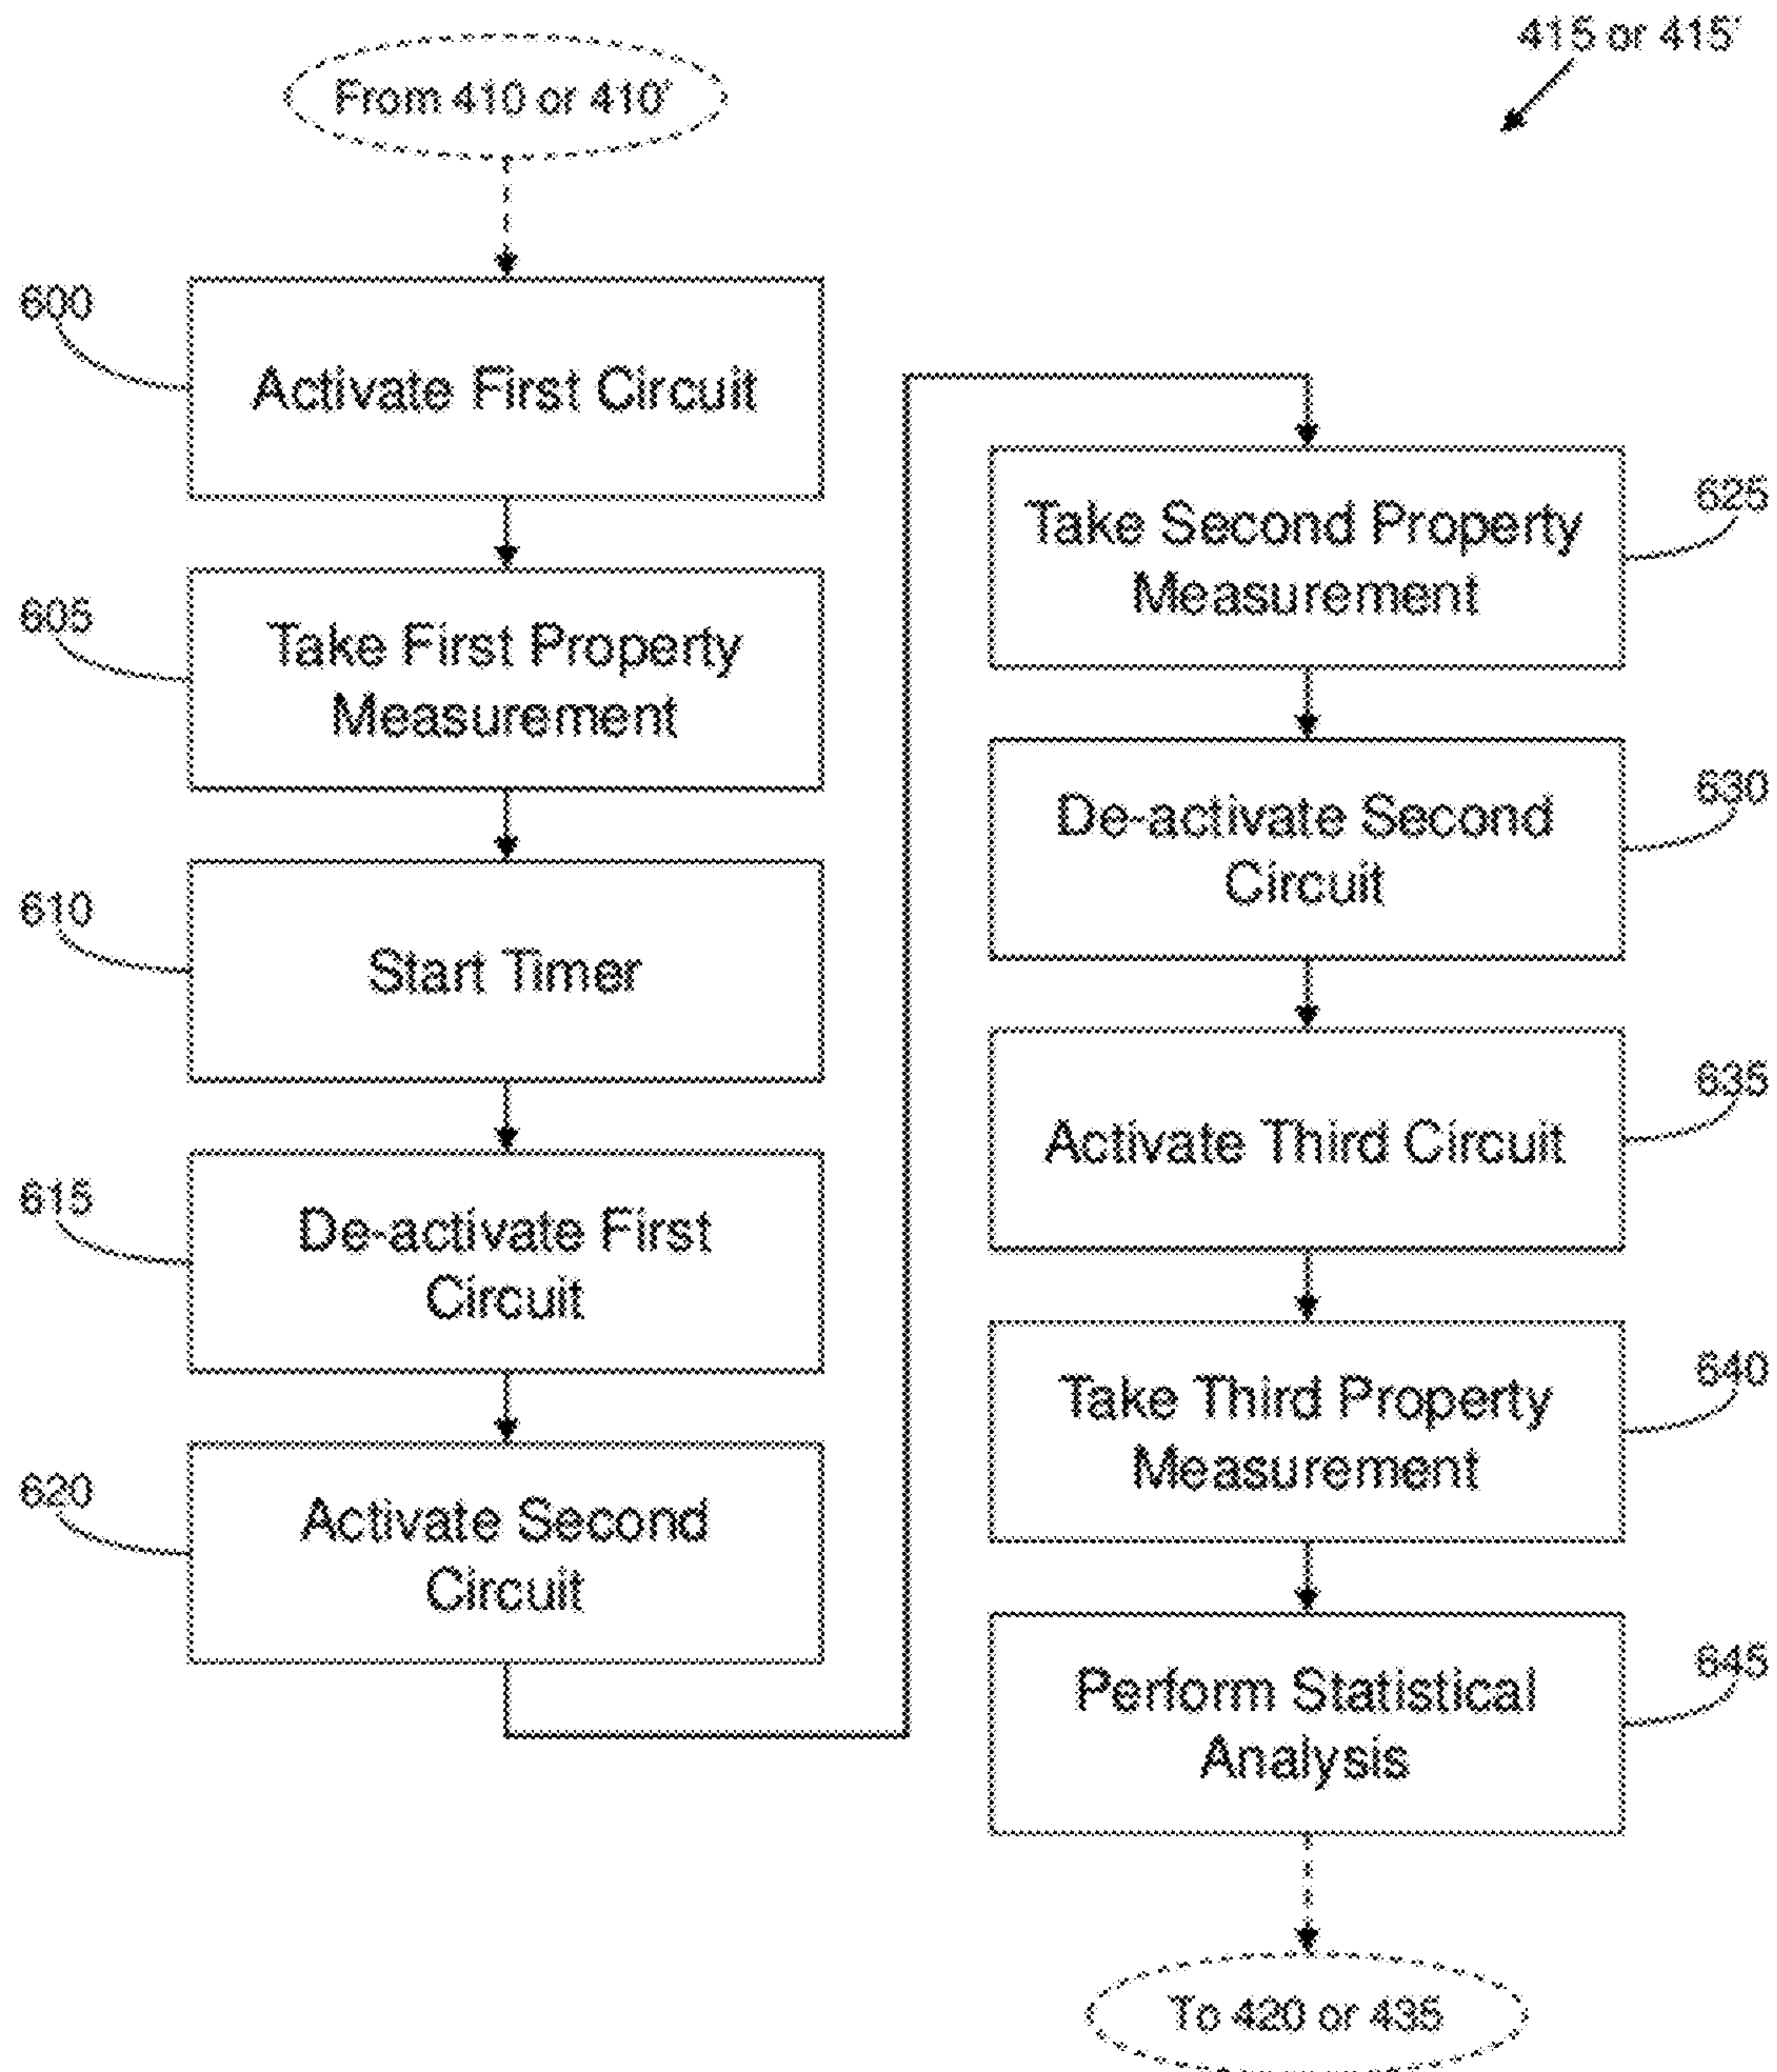 415 or 415'
From 410 or 410'
600
Activate First Circuit
605
Take First Property
Measurement
610
Start Timer
615
De-activate First
Circuit
620
Activate Second
Circuit
625
Take Second Property
Measurement
630
De-activate Second
Circuit
635
Activate Third Circuit
640
Take Third Property
Measurement
645
Perform Statistical
Analysis
To 420 or 435